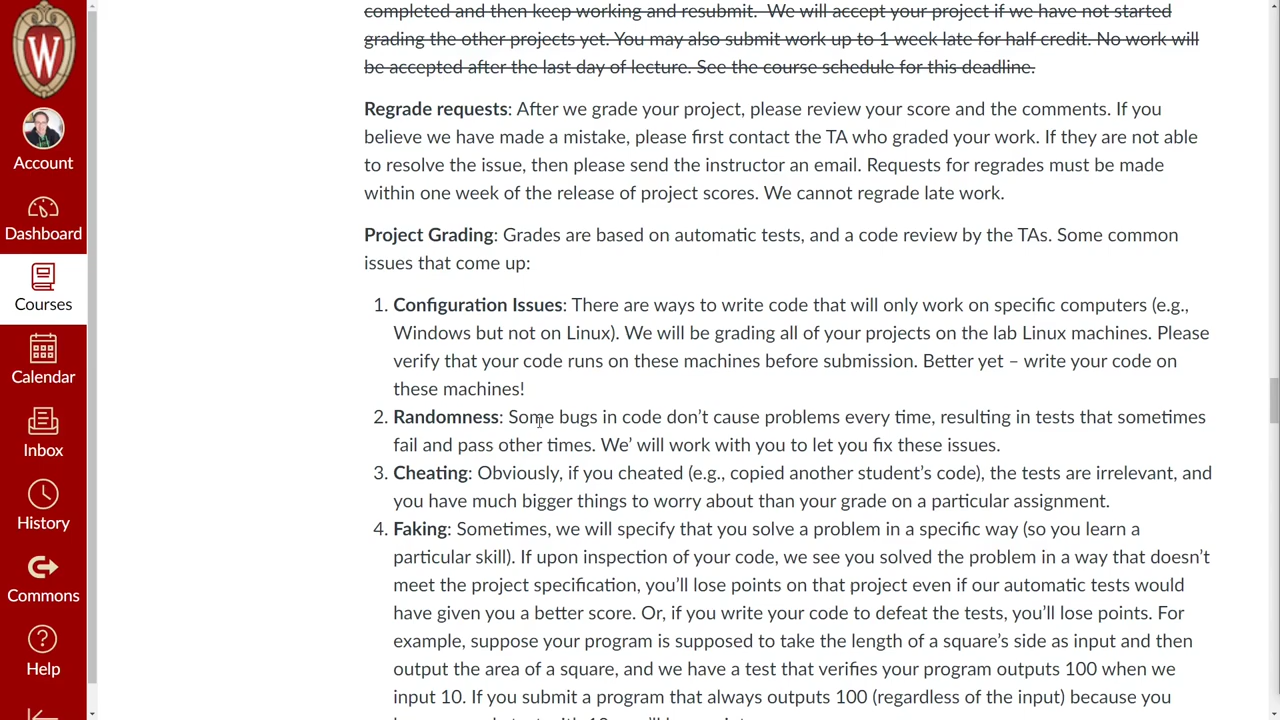 completed and then keep working and resubmit.  We will accept your project if we have not started
grading the other projects yet. You may also submit work up to 1 week late for half credit. No work will
be accepted after the last day of lecture. See the course schedule for this deadline.
W
Account
Dashboard
Courses
Calendar
Inbox
History
Commons
Help
Regrade requests: After we grade your project, please review your score and the comments. If you
believe we have made a mistake, please first contact the TA who graded your work. If they are not able
to resolve the issue, then please send the instructor an email. Requests for regrades must be made
within one week of the release of project scores. We cannot regrade late work.
Project Grading: Grades are based on automatic tests, and a code review by the TAs. Some common
issues that come up:
1. Configuration Issues: There are ways to write code that will only work on specific computers (e.g.,
Windows but not on Linux). We will be grading all of your projects on the lab Linux machines. Please
verify that your code runs on these machines before submission. Better yet – write your code on
these machines!
2. Randomness: Some bugs in code don’t cause problems every time, resulting in tests that sometimes
fail and pass other times. We’ will work with you to let you fix these issues.
3. Cheating: Obviously, if you cheated (e.g., copied another student’s code), the tests are irrelevant, and
you have much bigger things to worry about than your grade on a particular assignment.
4. Faking: Sometimes, we will specify that you solve a problem in a specific way (so you learn a
particular skill). If upon inspection of your code, we see you solved the problem in a way that doesn’t
meet the project specification, you’ll lose points on that project even if our automatic tests would
have given you a better score. Or, if you write your code to defeat the tests, you’ll lose points. For
example, suppose your program is supposed to take the length of a square’s side as input and then
output the area of a square, and we have a test that verifies your program outputs 100 when we
input 10. If you submit a program that always outputs 100 (regardless of the input) because you